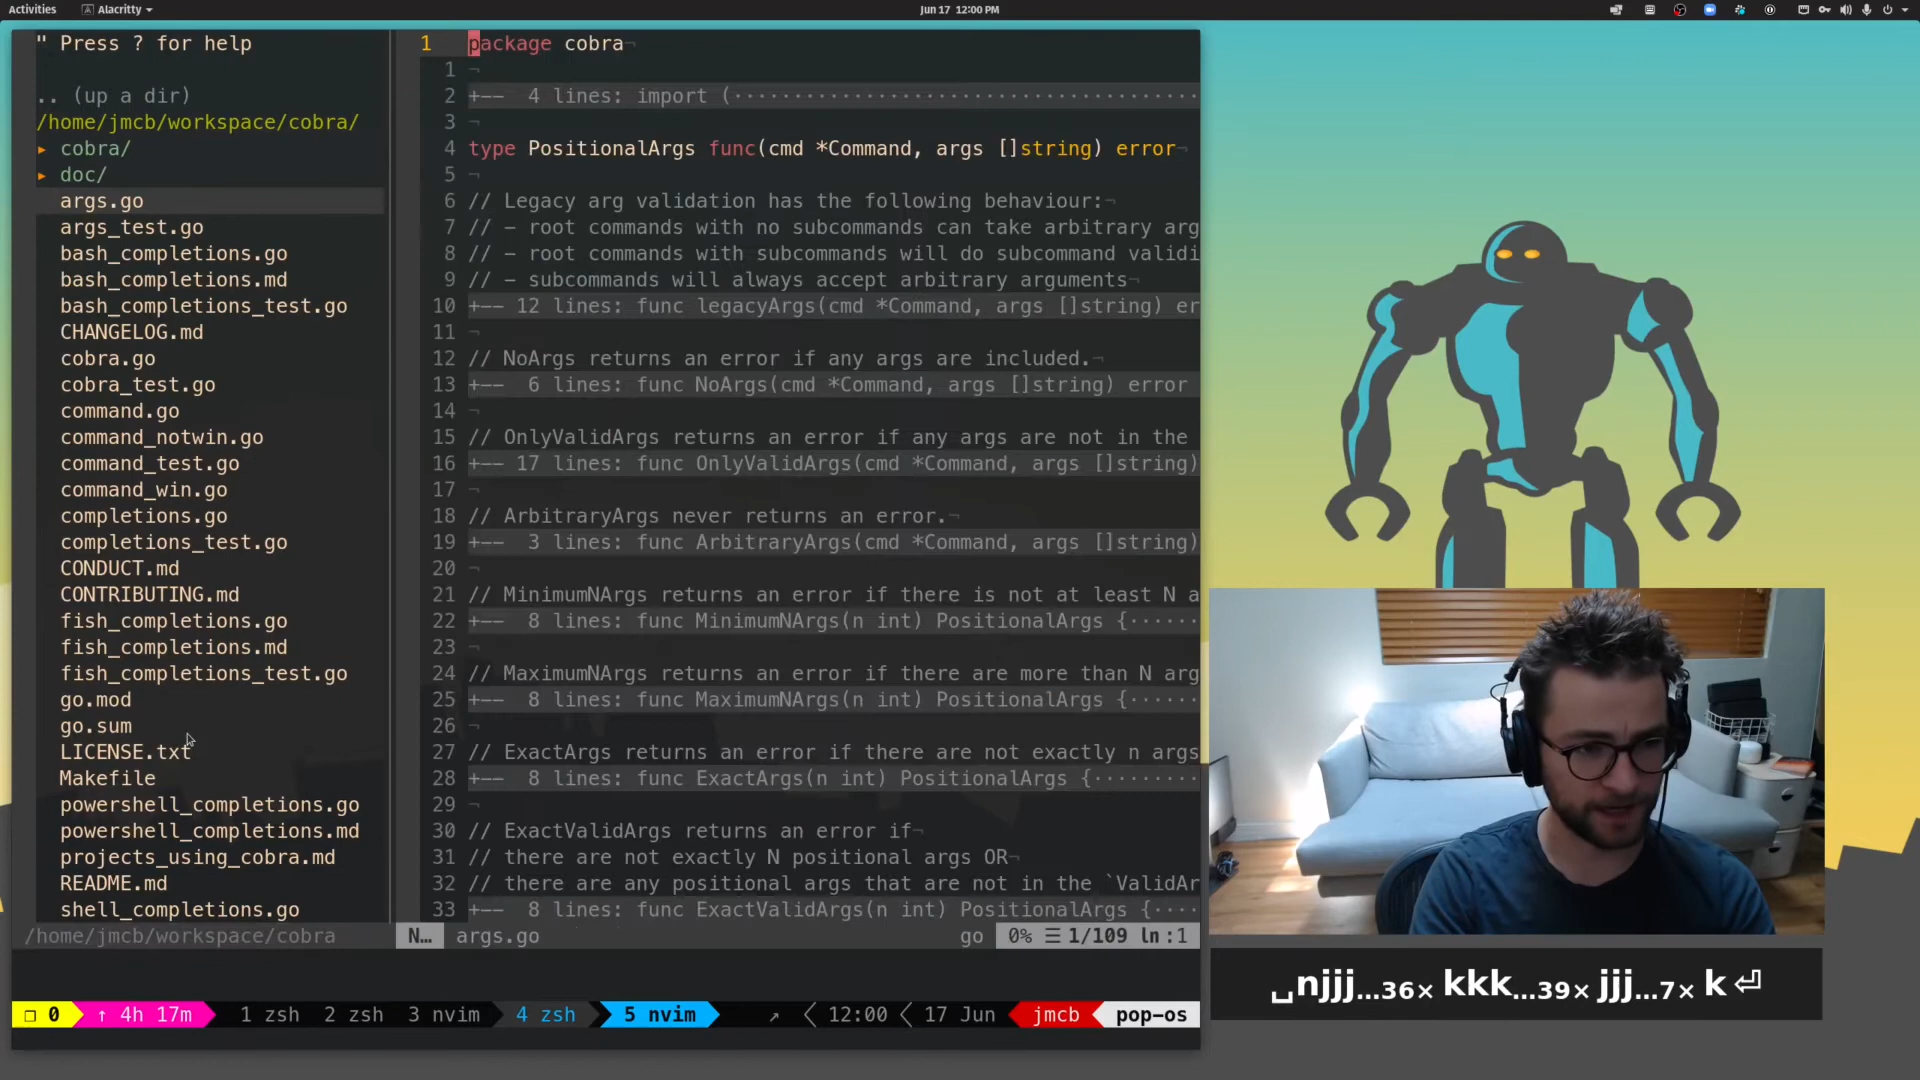 Activities
Alacritty
Jun 17 12:00 PM
" Press ? for help
.. (up a dir)
/home/jmcb/workspace/cobra/
▸ cobra/
▸ doc/
args.go
args_test.go
bash_completions.go
bash_completions.md
bash_completions_test.go
CHANGELOG.md
cobra.go
cobra_test.go
command.go
command_notwin.go
command_test.go
command_win.go
completions.go
completions_test.go
CONDUCT.md
CONTRIBUTING.md
fish_completions.go
fish_completions.md
fish_completions_test.go
go.mod
go.sum
LICENSE.txt
Makefile
powershell_completions.go
powershell_completions.md
projects_using_cobra.md
README.md
shell_completions.go
/home/jmcb/workspace/cobra
1 package cobra¬
1 ¬
2 +-- 4 lines: import (·······································
3 ¬
4 type PositionalArgs func(cmd *Command, args []string) error¬
5 ¬
6 // Legacy arg validation has the following behaviour:¬
7 // - root commands with no subcommands can take arbitrary arg
8 // - root commands with subcommands will do subcommand validi
9 // - subcommands will always accept arbitrary arguments¬
10 +-- 12 lines: func legacyArgs(cmd *Command, args []string) er
11 ¬
12 // NoArgs returns an error if any args are included.¬
13 +-- 6 lines: func NoArgs(cmd *Command, args []string) error
14 ¬
15 // OnlyValidArgs returns an error if any args are not in the
16 +-- 17 lines: func OnlyValidArgs(cmd *Command, args []string)
17 ¬
18 // ArbitraryArgs never returns an error.¬
19 +-- 3 lines: func ArbitraryArgs(cmd *Command, args []string)
20 ¬
21 // MinimumNArgs returns an error if there is not at least N a
22 +-- 8 lines: func MinimumNArgs(n int) PositionalArgs {······
23 ¬
24 // MaximumNArgs returns an error if there are more than N arg
25 +-- 8 lines: func MaximumNArgs(n int) PositionalArgs {······
26 ¬
27 // ExactArgs returns an error if there are not exactly n args
28 +-- 8 lines: func ExactArgs(n int) PositionalArgs {·········
29 ¬
30 // ExactValidArgs returns an error if¬
31 // there are not exactly N positional args OR¬
32 // there are any positional args that are not in the `ValidAr
33 +-- 8 lines: func ExactValidArgs(n int) PositionalArgs {····
N… args.go go 0% ☰ 1/109 ln :1
❐ 0 ↑ 4h 17m 1 zsh 2 zsh 3 nvim 4 zsh 5 nvim ↗ 12:00 17 Jun jmcb pop-os
␣njjj…36× kkk…39× jjj…7× k⏎